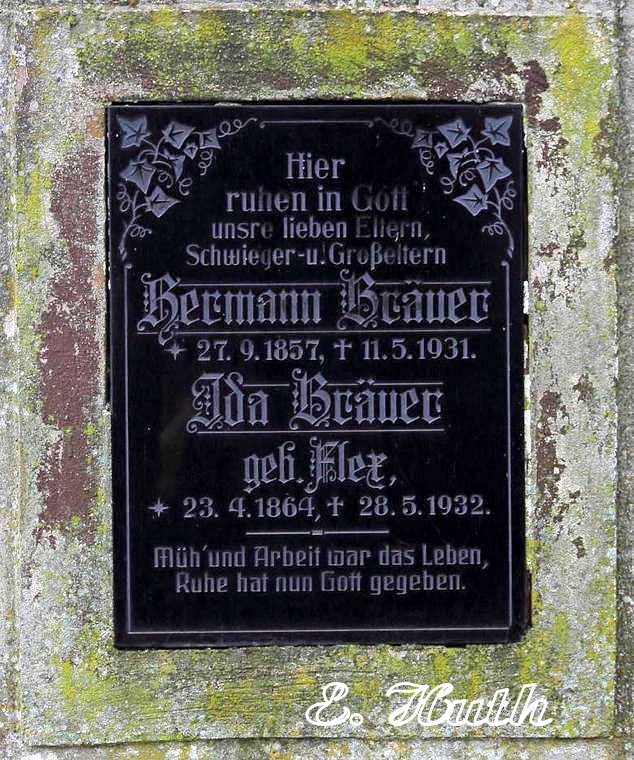 Hier
ruhen in Gott
unsre lieben Eltern,
Schwieger-u. Großeltern
Hermann Bräuer
* 27. 9. 1857, † 11. 5. 1931.
Ida Bräuer
geb. Flex,
* 23. 4. 1864, † 28. 5. 1932.
Müh' und Arbeit war das Leben,
Ruhe hat nun Gott gegeben.
E. Huth